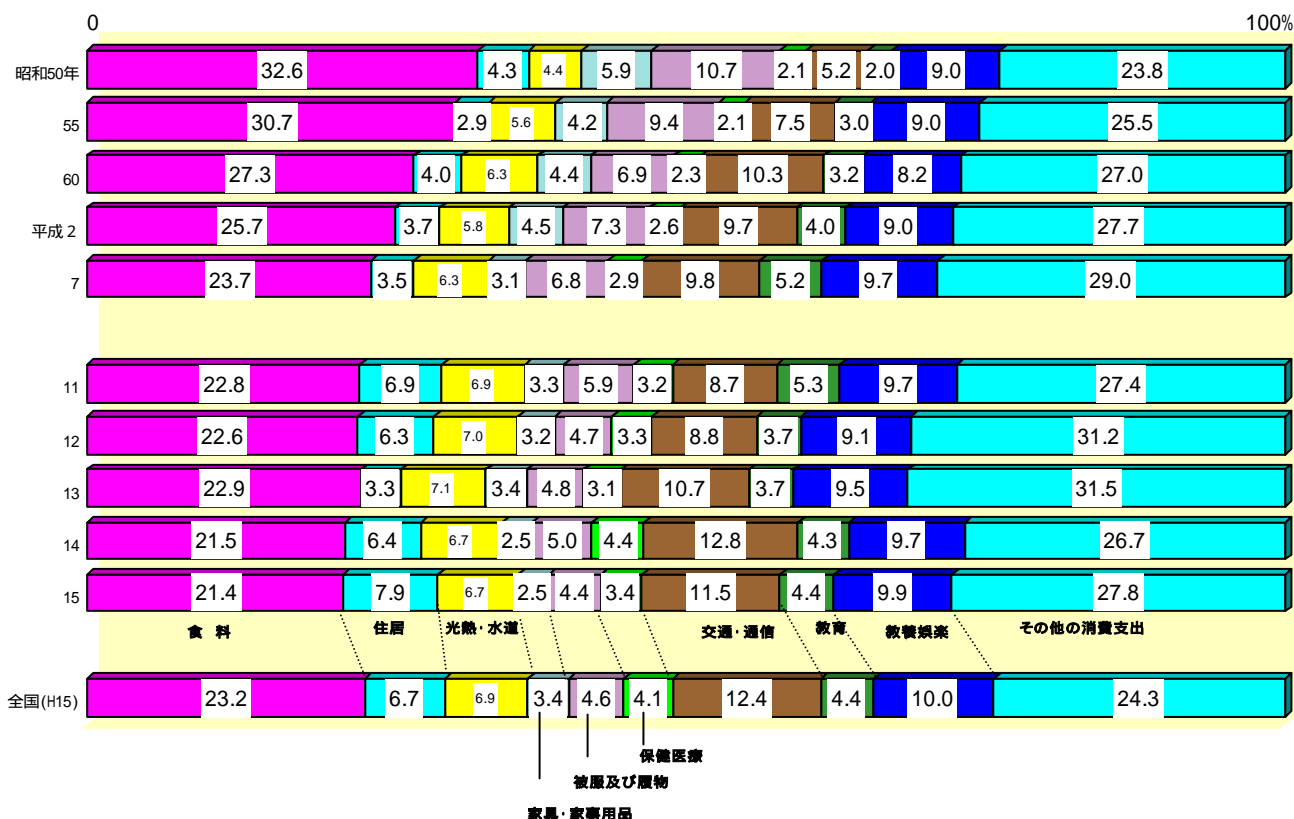 0 100%
昭和50年 32.6 4.3 4.4 5.9 10.7 2.1 5.2 2.0 9.0 23.8
55 30.7 2.9 5.6 4.2 9.4 2.1 7.5 3.0 9.0 25.5
60 27.3 4.0 6.3 4.4 6.9 2.3 10.3 3.2 8.2 27.0
平成2 25.7 3.7 5.8 4.5 7.3 2.6 9.7 4.0 9.0 27.7
7 23.7 3.5 6.3 3.1 6.8 2.9 9.8 5.2 9.7 29.0
11 22.8 6.9 6.9 3.3 5.9 3.2 8.7 5.3 9.7 27.4
12 22.6 6.3 7.0 3.2 4.7 3.3 8.8 3.7 9.1 31.2
13 22.9 3.3 7.1 3.4 4.8 3.1 10.7 3.7 9.5 31.5
14 21.5 6.4 6.7 2.5 5.0 4.4 12.8 4.3 9.7 26.7
15 21.4 7.9 6.7 2.5 4.4 3.4 11.5 4.4 9.9 27.8
食 料 住居 光熱・水道 交通・通信 教育 教養娯楽 その他の消費支出
全国(H15) 23.2 6.7 6.9 3.4 4.6 4.1 12.4 4.4 10.0 24.3
保健医療
被服及び履物
家具・家事用品